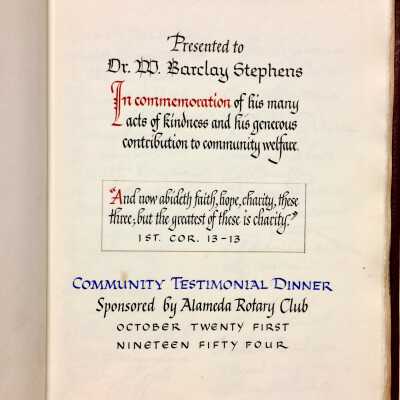 Presented to
Dr. W. Barclay Stephens
In commemoration of his many
acts of kindness and his generous
contribution to community welfare.
"And now abideth faith, hope, charity, these
three; but the greatest of these is charity."
1ST. COR. 13-13
COMMUNITY TESTIMONIAL DINNER
Sponsored by Alameda Rotary Club
OCTOBER TWENTY FIRST
NINETEEN FIFTY FOUR